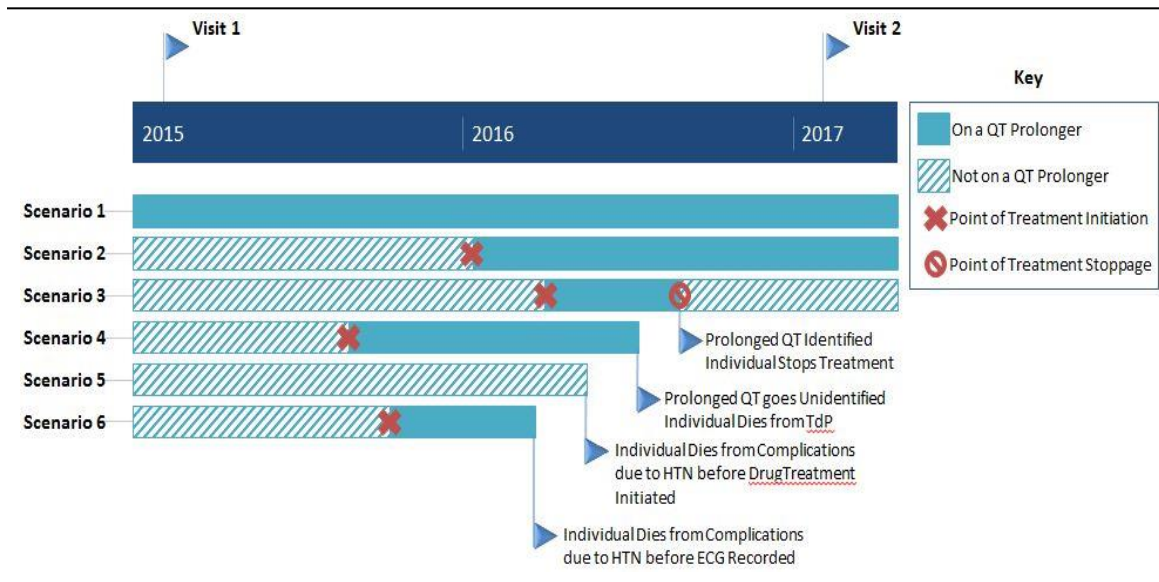 Visit 1
Visit 2
Key
2015
2016
2017
On a QT Prolonger
Not on a QT Prolonger
Point of Treatment Initiation
Point of Treatment Stoppage
Scenario 1
Scenario 2
Scenario 3
Scenario 4
Scenario 5
Scenario 6
Prolonged QT Identified
Individual Stops Treatment
Prolonged QT goes Unidentified
Individual Dies from TdP
Individual Dies from Complications
due to HTN before DrugTreatment
Initiated
Individual Dies from Complications
due to HTN before ECG Recorded